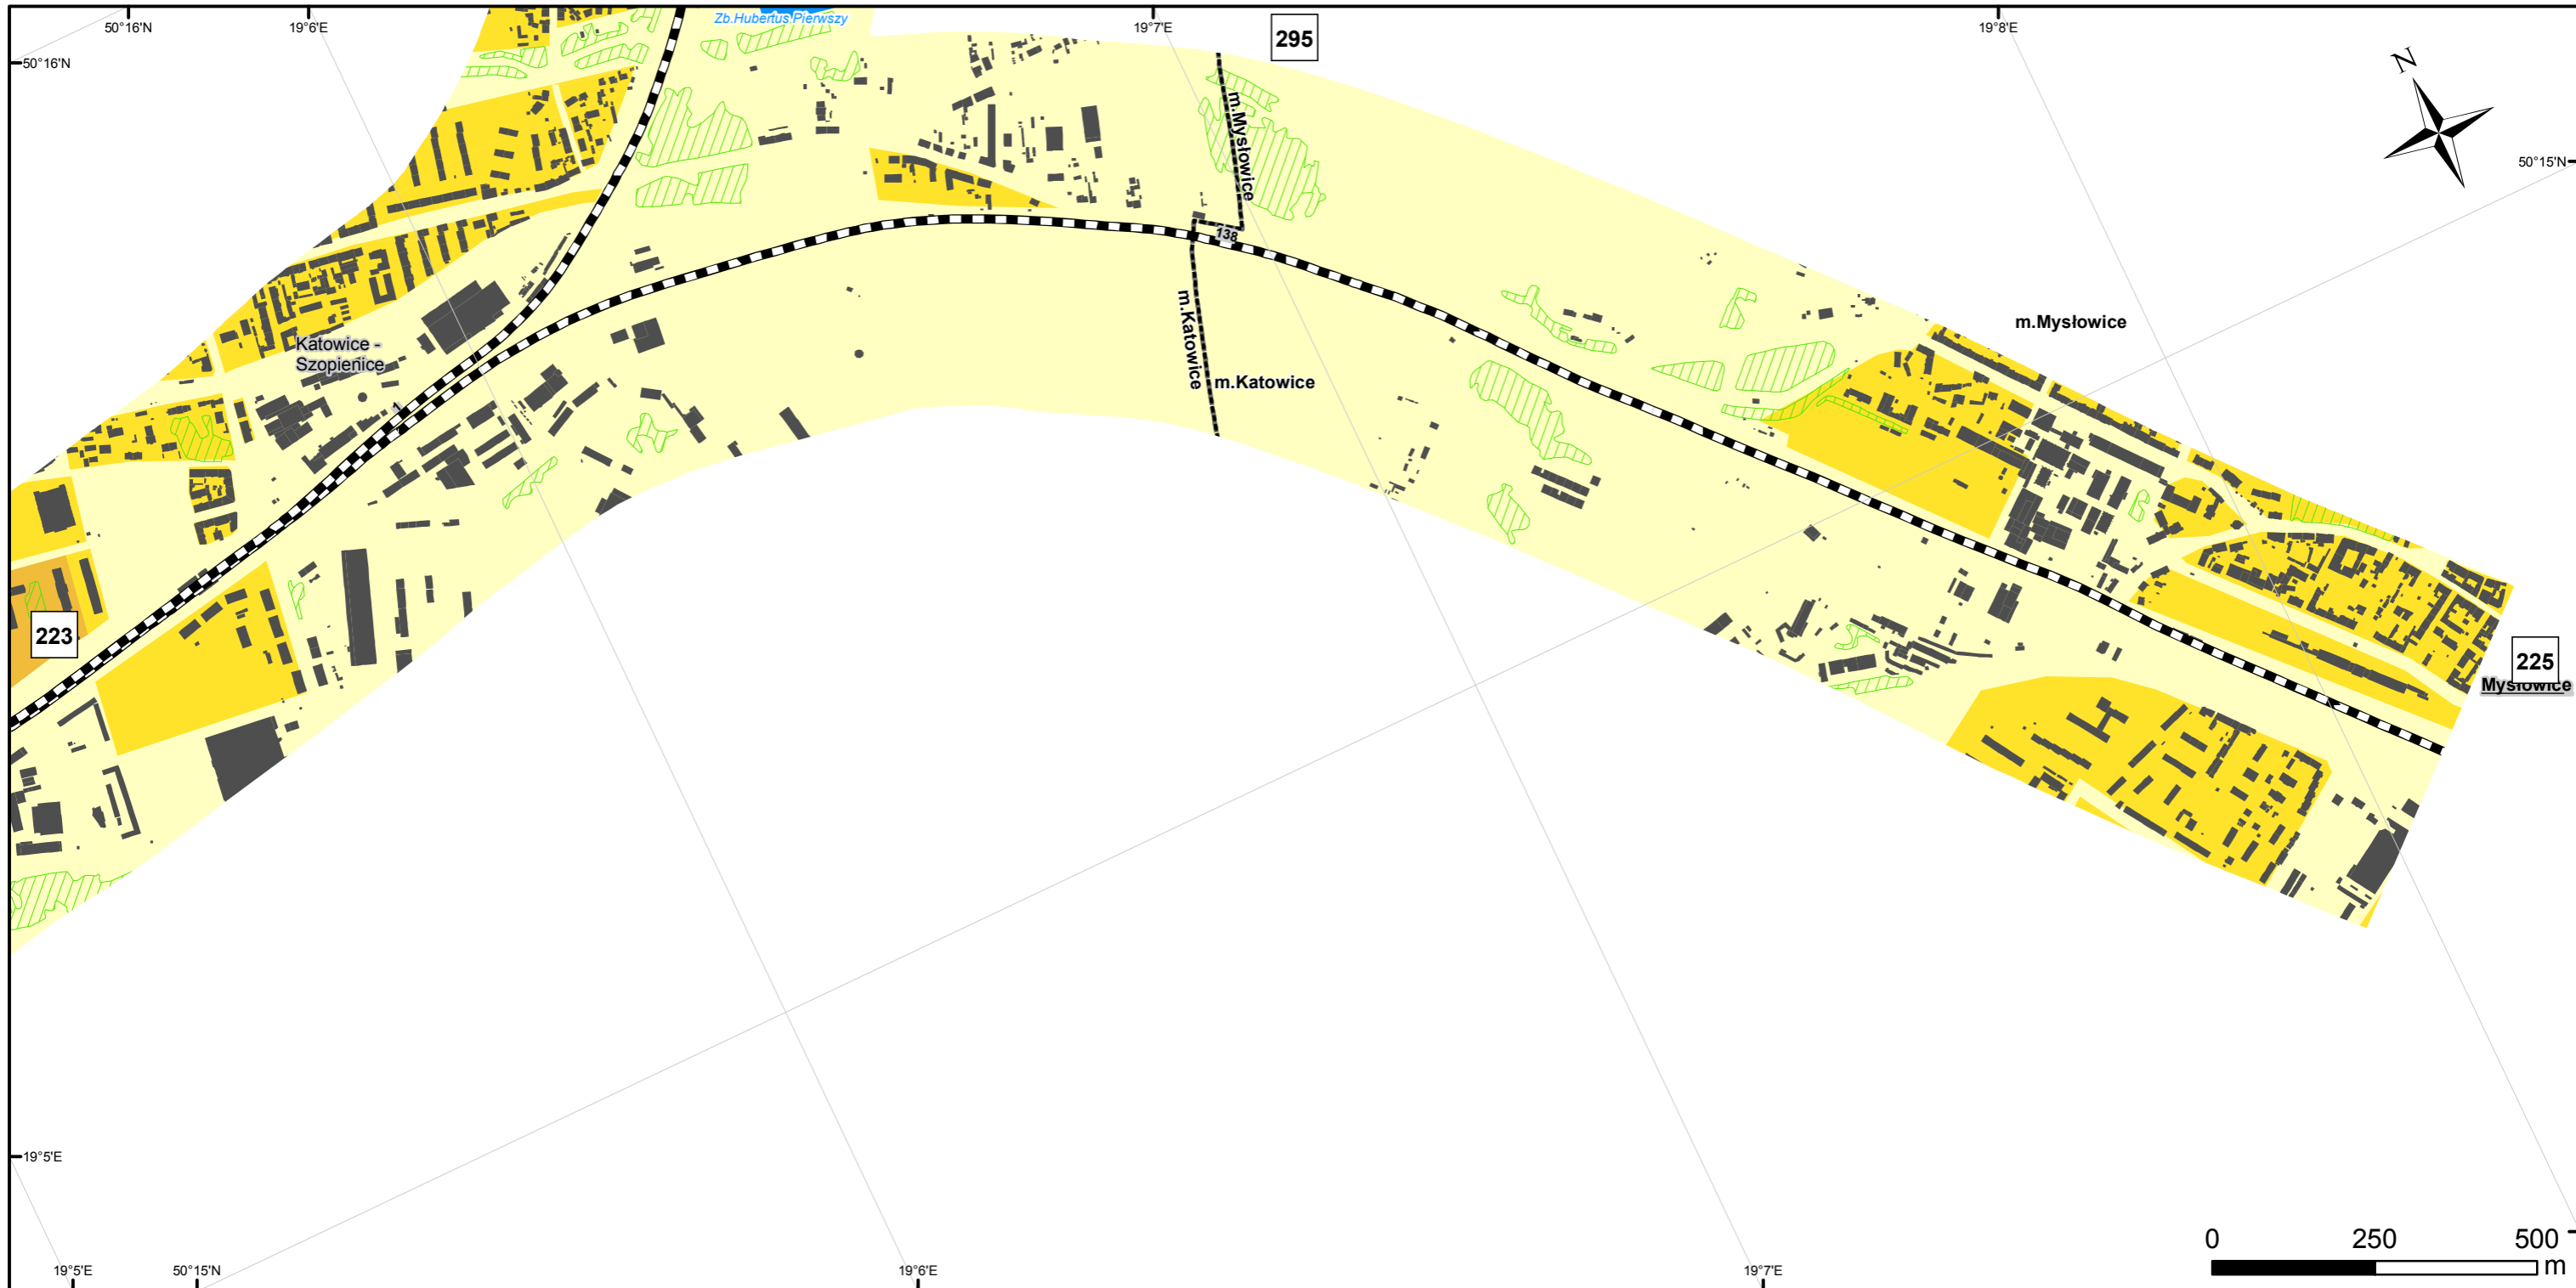 50°16'N
19°6'E
Zb.Hubertus Pierwszy
19°7'E
295
19°8'E
N
50°16'N
50°15'N
m.Mysłowice
138
m.Katowice
m.Mysłowice
Katowice -
Szopienice
m.Katowice
1
223
225
Mysłowice
19°5'E
0 250 500
m
19°5'E
50°15'N
19°6'E
19°7'E